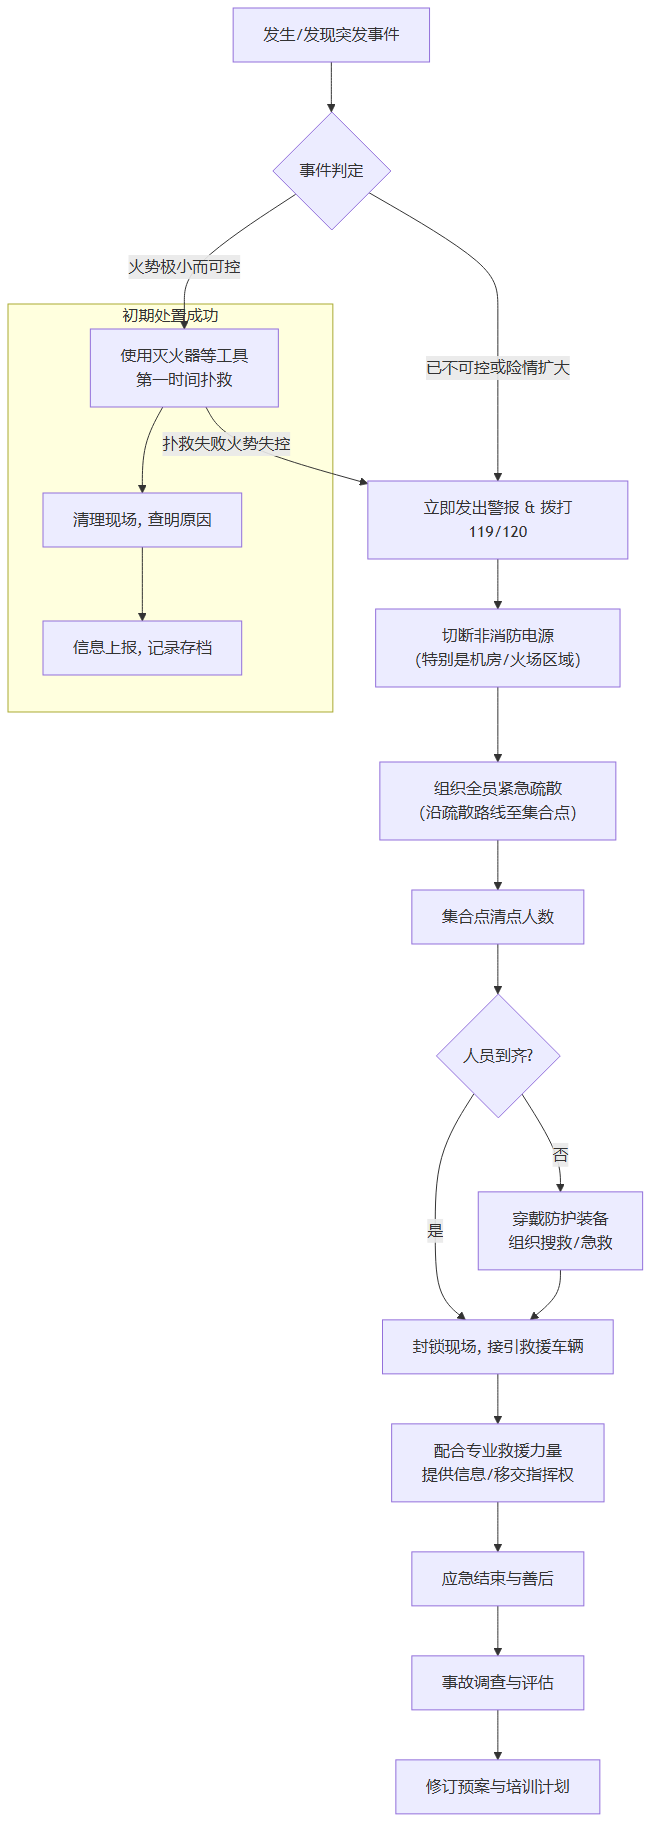 发生/发现突发事件
事件判定
火势极小而可控
初期处置成功
使用灭火器等工具
第一时间扑救
已不可控或险情扩大
扑救失败火势失控
清理现场, 查明原因
立即发出警报 & 拨打
119/120
信息上报, 记录存档
切断非消防电源
(特别是机房/火场区域)
组织全员紧急疏散
(沿疏散路线至集合点)
集合点清点人数
人员到齐?
否
是
穿戴防护装备
组织搜救/急救
封锁现场, 接引救援车辆
配合专业救援力量
提供信息/移交指挥权
应急结束与善后
事故调查与评估
修订预案与培训计划